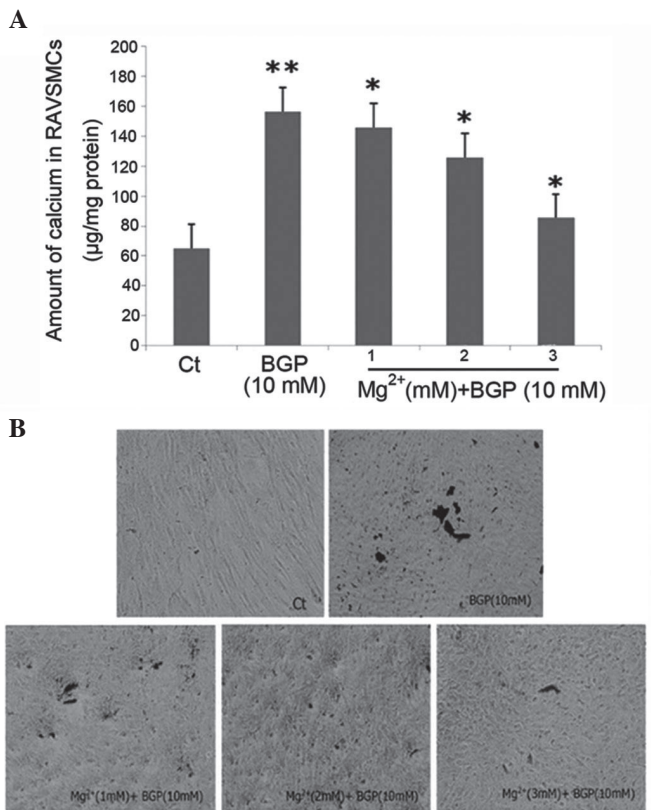 A
Amount of calcium in RAVSMCs
(µg/mg protein)
200
180
160
140
120
100
80
60
40
20
0
**
*
*
*
Ct
BGP
(10 mM)
1
2
3
Mg²⁺(mM)+BGP (10 mM)
B
Ct
BGP(10mM)
Mg²⁺(1mM)+ BGP(10mM)
Mg²⁺(2mM)+ BGP(10mM)
Mg²⁺(3mM)+ BGP(10mM)